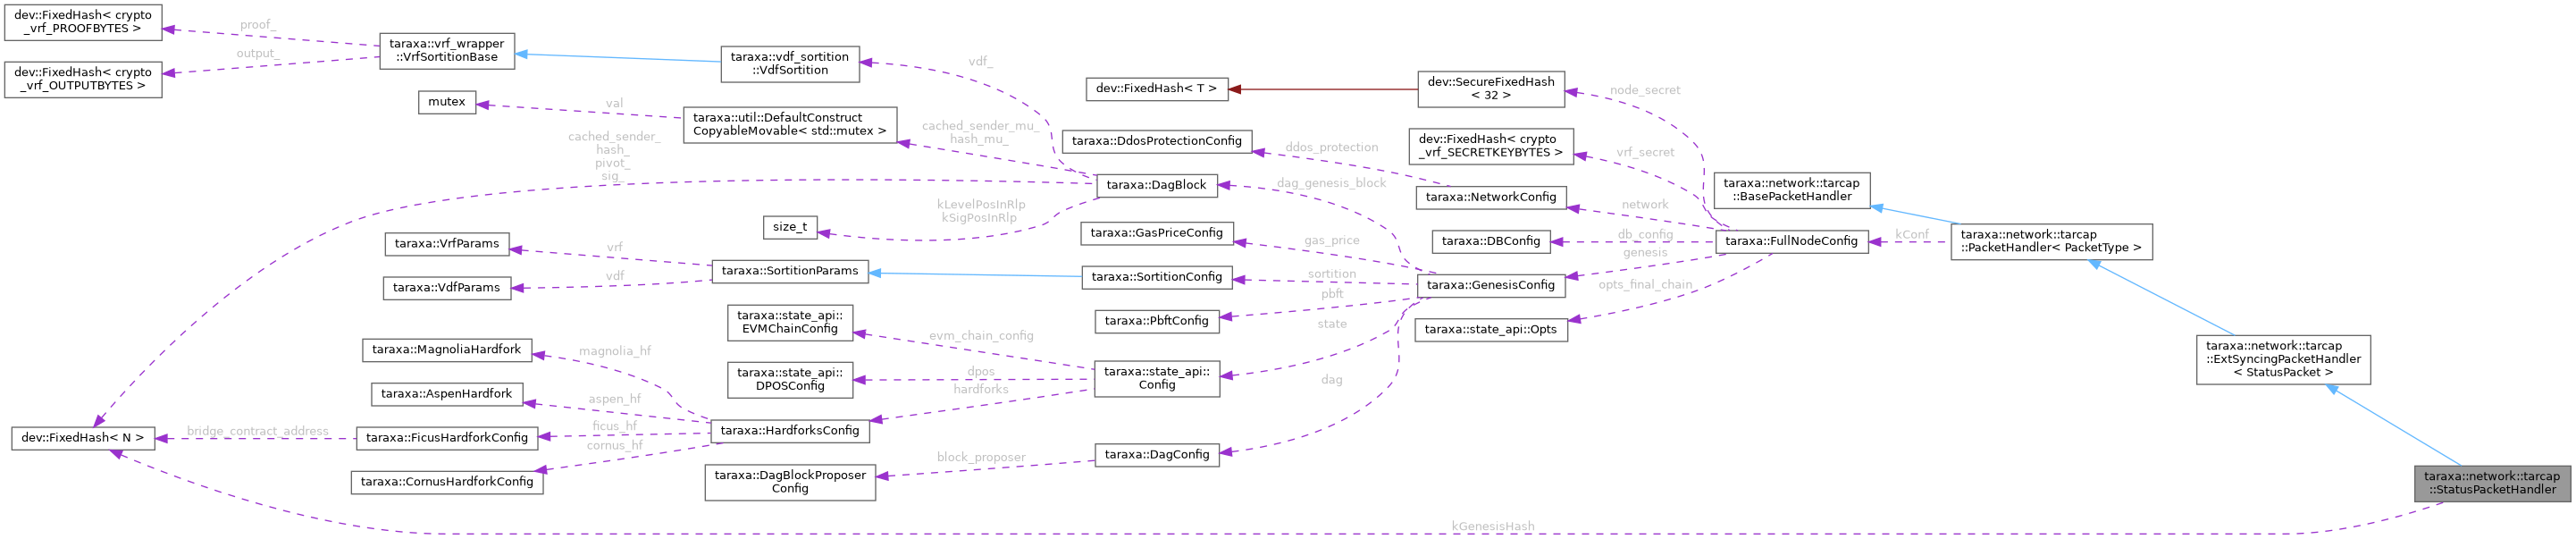 dev::FixedHash< crypto
_vrf_PROOFBYTES >
proof_
taraxa::vrf_wrapper
::VrfSortitionBase
output_
dev::FixedHash< crypto
_vrf_OUTPUTBYTES >
taraxa::vdf_sortition
::VdfSortition
vdf_
mutex
val
taraxa::util::DefaultConstruct
CopyableMovable< std::mutex >
cached_sender_mu_
hash_mu_
cached_sender_
hash_
pivot_
sig_
dev::FixedHash< T >
dev::SecureFixedHash
< 32 >
node_secret
taraxa::DdosProtectionConfig
ddos_protection
dev::FixedHash< crypto
_vrf_SECRETKEYBYTES >
vrf_secret
taraxa::DagBlock
dag_genesis_block
taraxa::NetworkConfig
network
taraxa::network::tarcap
::BasePacketHandler
kLevelPosInRlp
kSigPosInRlp
size_t
taraxa::GasPriceConfig
gas_price
taraxa::DBConfig
db_config
genesis
taraxa::FullNodeConfig
kConf
taraxa::network::tarcap
::PacketHandler< PacketType >
taraxa::VrfParams
vrf
taraxa::VdfParams
vdf
taraxa::SortitionParams
taraxa::SortitionConfig
sortition
taraxa::GenesisConfig
opts_final_chain
pbft
taraxa::PbftConfig
taraxa::state_api::Opts
taraxa::state_api::
EVMChainConfig
evm_chain_config
state
taraxa::MagnoliaHardfork
magnolia_hf
taraxa::state_api::
DPOSConfig
dpos
hardforks
taraxa::state_api::
Config
dag
taraxa::network::tarcap
::ExtSyncingPacketHandler
< StatusPacket >
taraxa::AspenHardfork
aspen_hf
dev::FixedHash< N >
bridge_contract_address
taraxa::FicusHardforkConfig
ficus_hf
cornus_hf
taraxa::HardforksConfig
taraxa::CornusHardforkConfig
taraxa::DagBlockProposer
Config
block_proposer
taraxa::DagConfig
taraxa::network::tarcap
::StatusPacketHandler
kGenesisHash